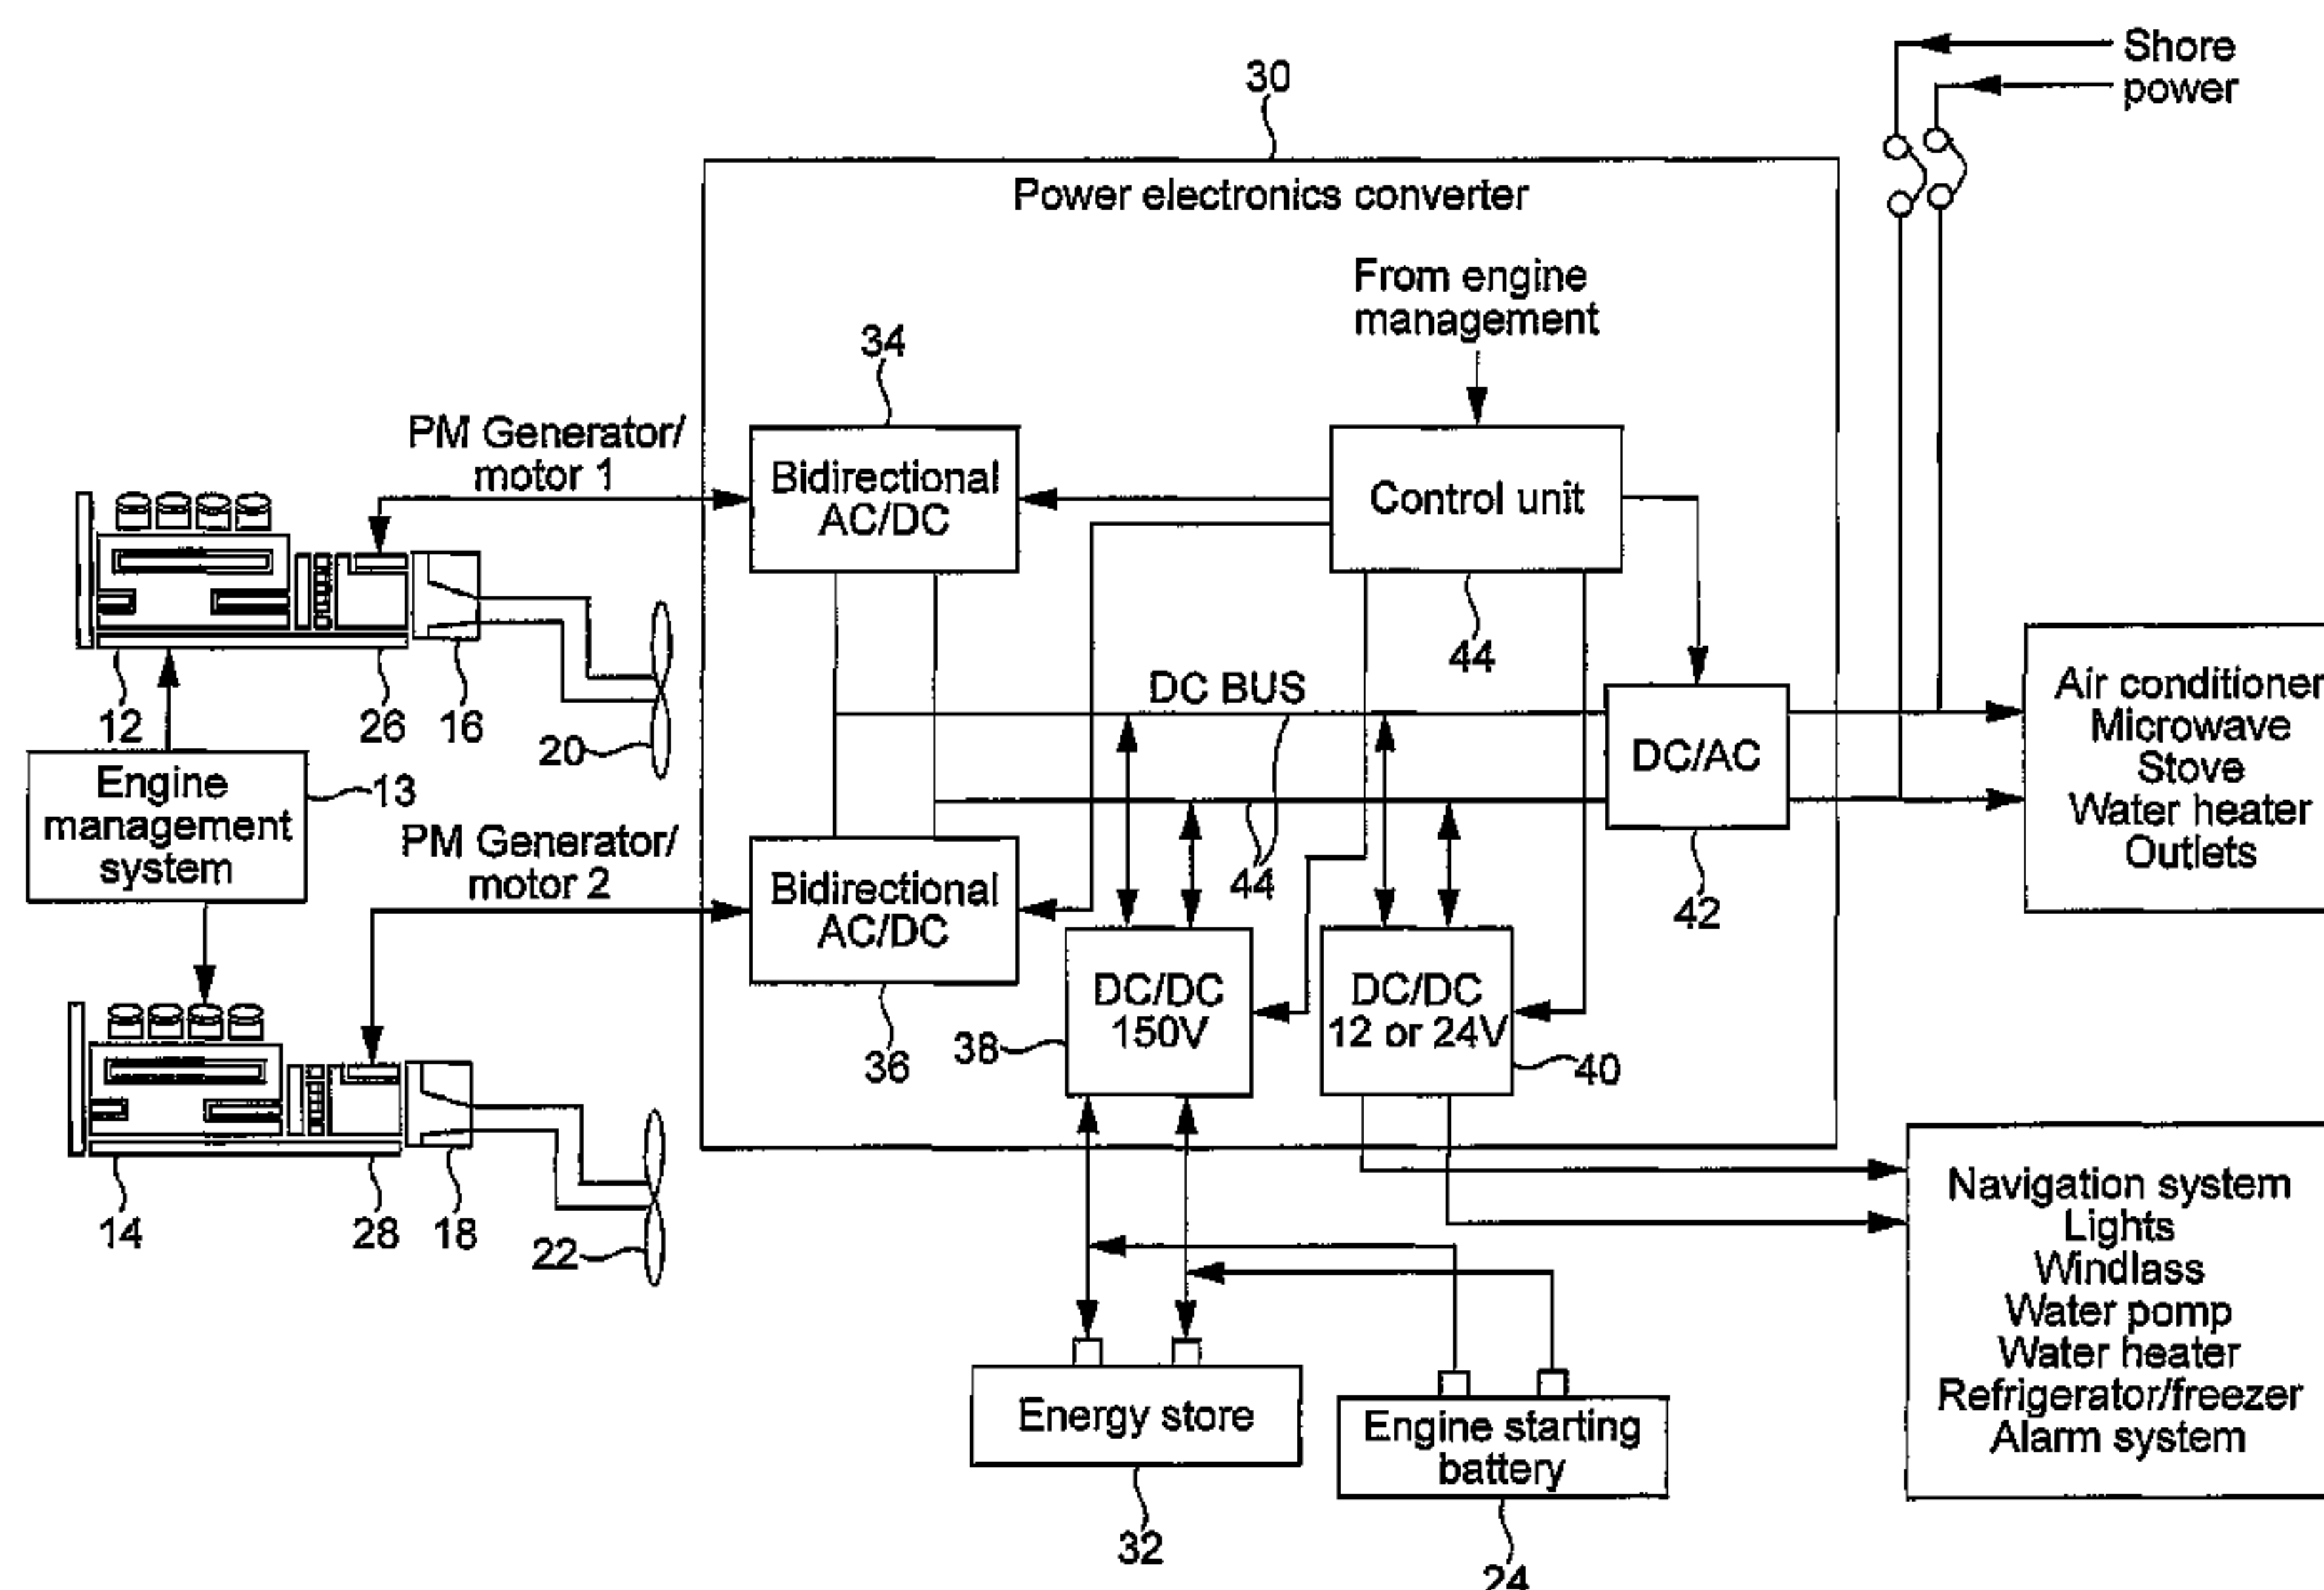 Shore
power
30
Power electronics converter
From engine
management
34
PM Generator/
motor 1
Bidirectional
AC/DC
Control unit
44
12
26
16
20
DC BUS
DC/AC
42
Air conditioner
Microwave
Stove
Water heater
Outlets
Engine
management
system
13
PM Generator/
motor 2
44
Bidirectional
AC/DC
36
DC/DC
150V
38
DC/DC
12 or 24V
40
14
28
18
22
Navigation system
Lights
Windlass
Water pomp
Water heater
Refrigerator/freezer
Alarm system
Energy store
32
Engine starting
battery
24